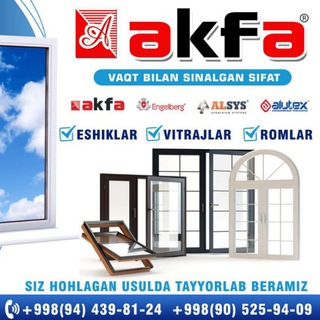 A akfa®
VAQT BILAN SINALGAN SIFAT
akfa Engelberg® ALSYS® alutex®
ESHIKLAR VITRAJLAR ROMLAR
SIZ HOHLAGAN USULDA TAYYORLAB BERAMIZ
+998(94) 439-81-24 +998(90) 525-94-09